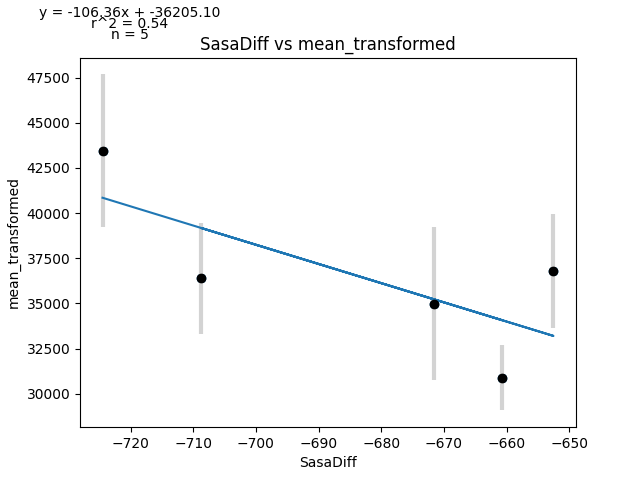 y = -106.36x + -36205.10
r^2 = 0.54
n = 5
SasaDiff vs mean_transformed
47500
45000
42500
40000
37500
35000
32500
30000
mean_transformed
−720
−710
−700
−690
−680
−670
−660
−650
SasaDiff